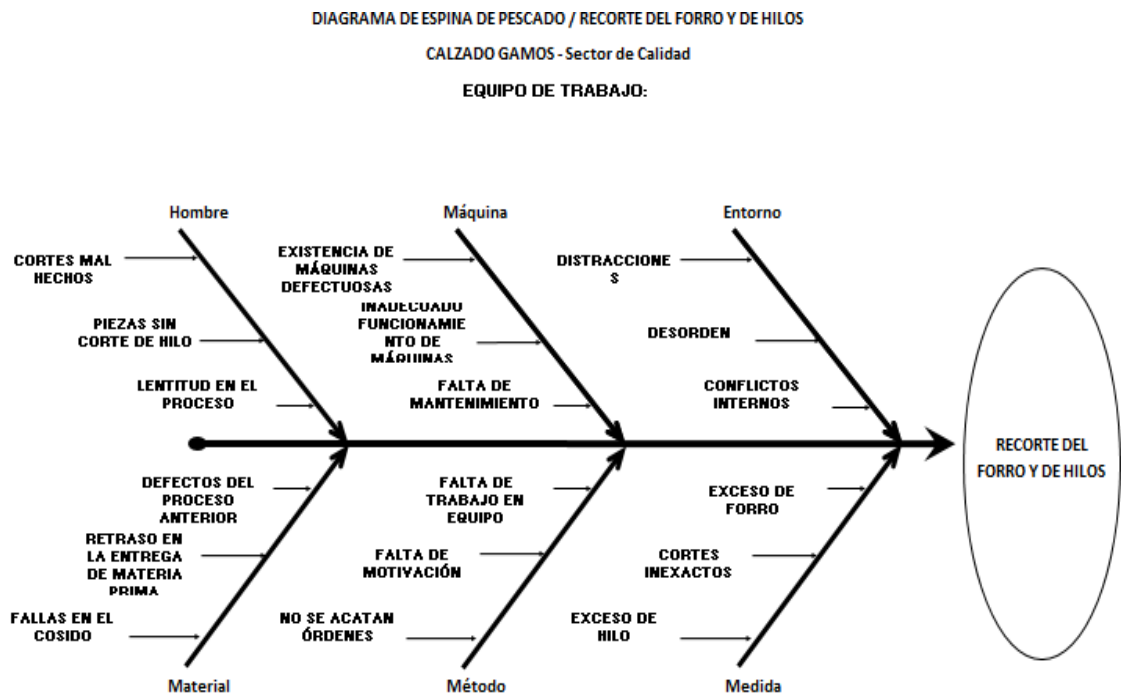 DIAGRAMA DE ESPINA DE PESCADO / RECORTE DEL FORRO Y DE HILOS
CALZADO GAMOS - Sector de Calidad
EQUIPO DE TRABAJO:
Hombre
Máquina
Entorno
CORTES MAL
HECHOS
PIEZAS SIN
CORTE DE HILO
LENTITUD EN EL
PROCESO
EXISTENCIA DE
MÁQUINAS
DEFECTUOSAS
INADECUADO
FUNCIONAMIE
NTO DE
MÁQUINAS
FALTA DE
MANTENIMIENTO
DISTRACCIONE
S
DESORDEN
CONFLICTOS
INTERNOS
RECORTE DEL
FORRO Y DE HILOS
DEFECTOS DEL
PROCESO
ANTERIOR
RETRASO EN
LA ENTREGA
DE MATERIA
PRIMA
FALLAS EN EL
COSIDO
FALTA DE
TRABAJO EN
EQUIPO
FALTA DE
MOTIVACIÓN
NO SE ACATAN
ÓRDENES
EXCESO DE
FORRO
CORTES
INEXACTOS
EXCESO DE
HILO
Material
Método
Medida